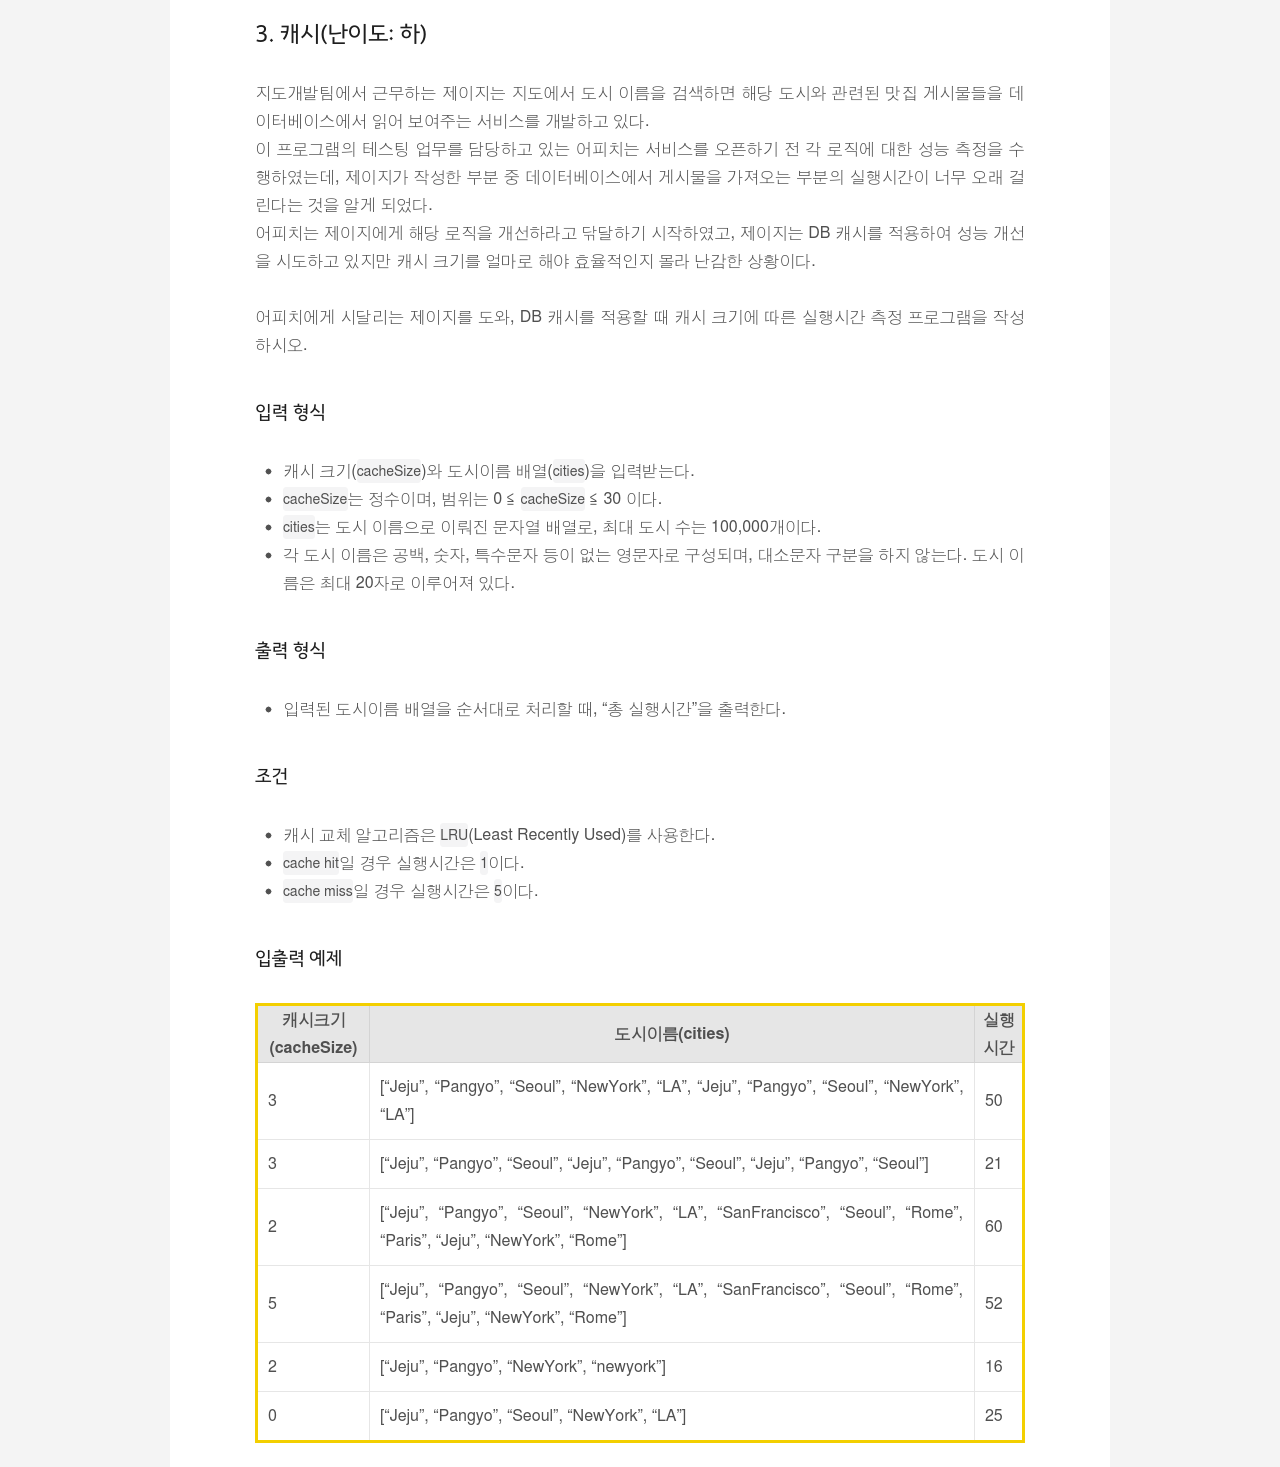 3. 캐시(난이도: 하)
지도개발팀에서 근무하는 제이지는 지도에서 도시 이름을 검색하면 해당 도시와 관련된 맛집 게시물들을 데
이터베이스에서 읽어 보여주는 서비스를 개발하고 있다.
이 프로그램의 테스팅 업무를 담당하고 있는 어피치는 서비스를 오픈하기 전 각 로직에 대한 성능 측정을 수
행하였는데, 제이지가 작성한 부분 중 데이터베이스에서 게시물을 가져오는 부분의 실행시간이 너무 오래 걸
린다는 것을 알게 되었다.
어피치는 제이지에게 해당 로직을 개선하라고 닦달하기 시작하였고, 제이지는 DB 캐시를 적용하여 성능 개선
을 시도하고 있지만 캐시 크기를 얼마로 해야 효율적인지 몰라 난감한 상황이다.
어피치에게 시달리는 제이지를 도와, DB 캐시를 적용할 때 캐시 크기에 따른 실행시간 측정 프로그램을 작성
하시오.
입력 형식
• 캐시 크기(cacheSize)와 도시이름 배열(cities)을 입력받는다.
• cacheSize는 정수이며, 범위는 0 ≦ cacheSize ≦ 30 이다.
• cities는 도시 이름으로 이뤄진 문자열 배열로, 최대 도시 수는 100,000개이다.
• 각 도시 이름은 공백, 숫자, 특수문자 등이 없는 영문자로 구성되며, 대소문자 구분을 하지 않는다. 도시 이
름은 최대 20자로 이루어져 있다.
출력 형식
• 입력된 도시이름 배열을 순서대로 처리할 때, “총 실행시간”을 출력한다.
조건
• 캐시 교체 알고리즘은 LRU(Least Recently Used)를 사용한다.
• cache hit일 경우 실행시간은 1이다.
• cache miss일 경우 실행시간은 5이다.
입출력 예제
캐시크기
(cacheSize)
도시이름(cities)
실행
시간
3
[“Jeju”, “Pangyo”, “Seoul”, “NewYork”, “LA”, “Jeju”, “Pangyo”, “Seoul”, “NewYork”,
“LA”]
50
3
[“Jeju”, “Pangyo”, “Seoul”, “Jeju”, “Pangyo”, “Seoul”, “Jeju”, “Pangyo”, “Seoul”]
21
2
[“Jeju”, “Pangyo”, “Seoul”, “NewYork”, “LA”, “SanFrancisco”, “Seoul”, “Rome”,
“Paris”, “Jeju”, “NewYork”, “Rome”]
60
5
[“Jeju”, “Pangyo”, “Seoul”, “NewYork”, “LA”, “SanFrancisco”, “Seoul”, “Rome”,
“Paris”, “Jeju”, “NewYork”, “Rome”]
52
2
[“Jeju”, “Pangyo”, “NewYork”, “newyork”]
16
0
[“Jeju”, “Pangyo”, “Seoul”, “NewYork”, “LA”]
25